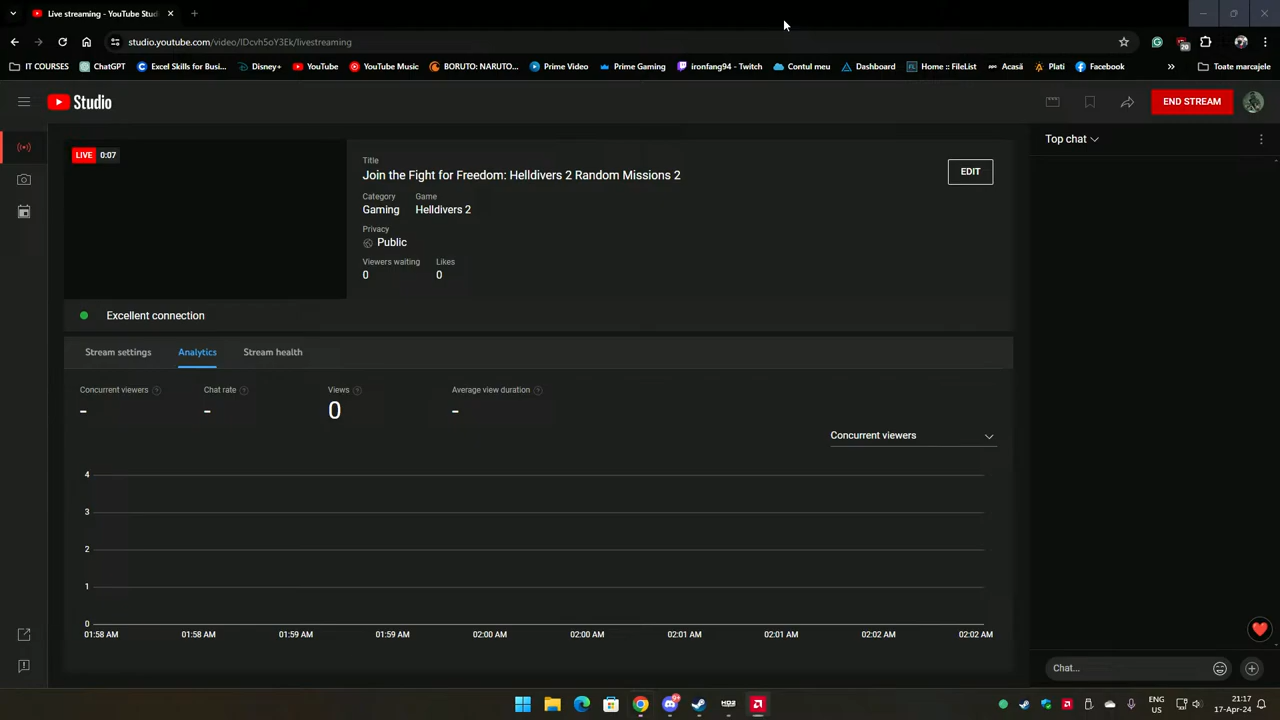 Live streaming - YouTube Stud
studio.youtube.com/video/IDcvh5oY3Ek/livestreaming
20
IT COURSES ChatGPT Excel Skills for Busi... Disney+ YouTube YouTube Music BORUTO: NARUTO... Prime Video Prime Gaming ironfang94 - Twitch Contul meu Dashboard FL Home :: FileList Acasă Plati Facebook » Toate marcajele
Studio
END STREAM
LIVE 0:07
Title
Join the Fight for Freedom: Helldivers 2 Random Missions 2
EDIT
Category Game
Gaming Helldivers 2
Privacy
Public
Viewers waiting Likes
0 0
Excellent connection
Top chat
Stream settings Analytics Stream health
Concurrent viewers ? Chat rate ? Views ? Average view duration ?
- - 0 -
Concurrent viewers
4
3
2
1
0
01:58 AM 01:58 AM 01:59 AM 01:59 AM 02:00 AM 02:00 AM 02:01 AM 02:01 AM 02:02 AM 02:02 AM
Chat...
9+
ENG
US
21:17
17-Apr-24